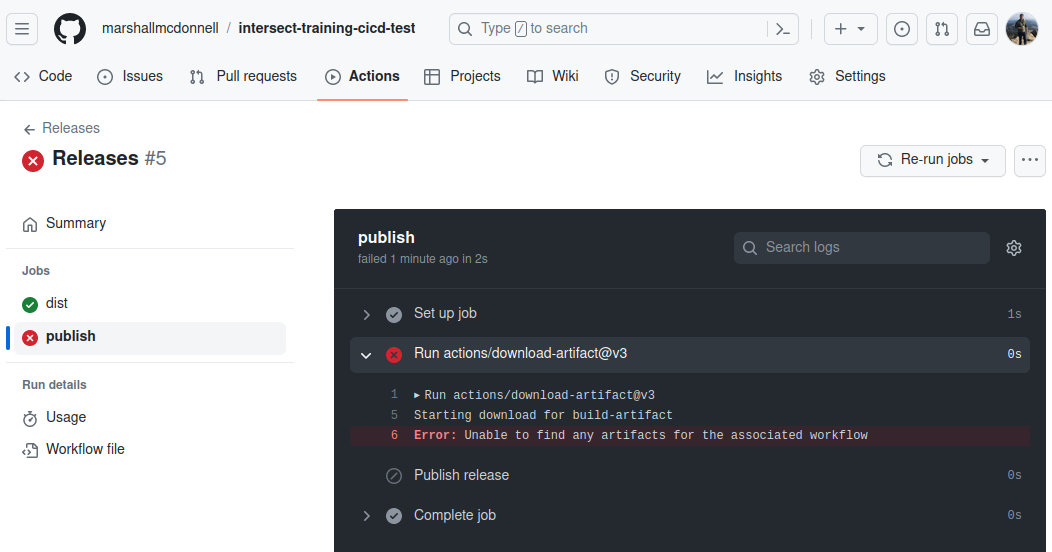 marshallmcdonnell / intersect-training-cicd-test
Type / to search
Code
Issues
Pull requests
Actions
Projects
Wiki
Security
Insights
Settings
Releases
Releases #5
Re-run jobs
Summary
Jobs
dist
publish
Run details
Usage
Workflow file
publish
failed 1 minute ago in 2s
Search logs
Set up job 1s
Run actions/download-artifact@v3 0s
1 Run actions/download-artifact@v3
5 Starting download for build-artifact
6 Error: Unable to find any artifacts for the associated workflow
Publish release 0s
Complete job 0s